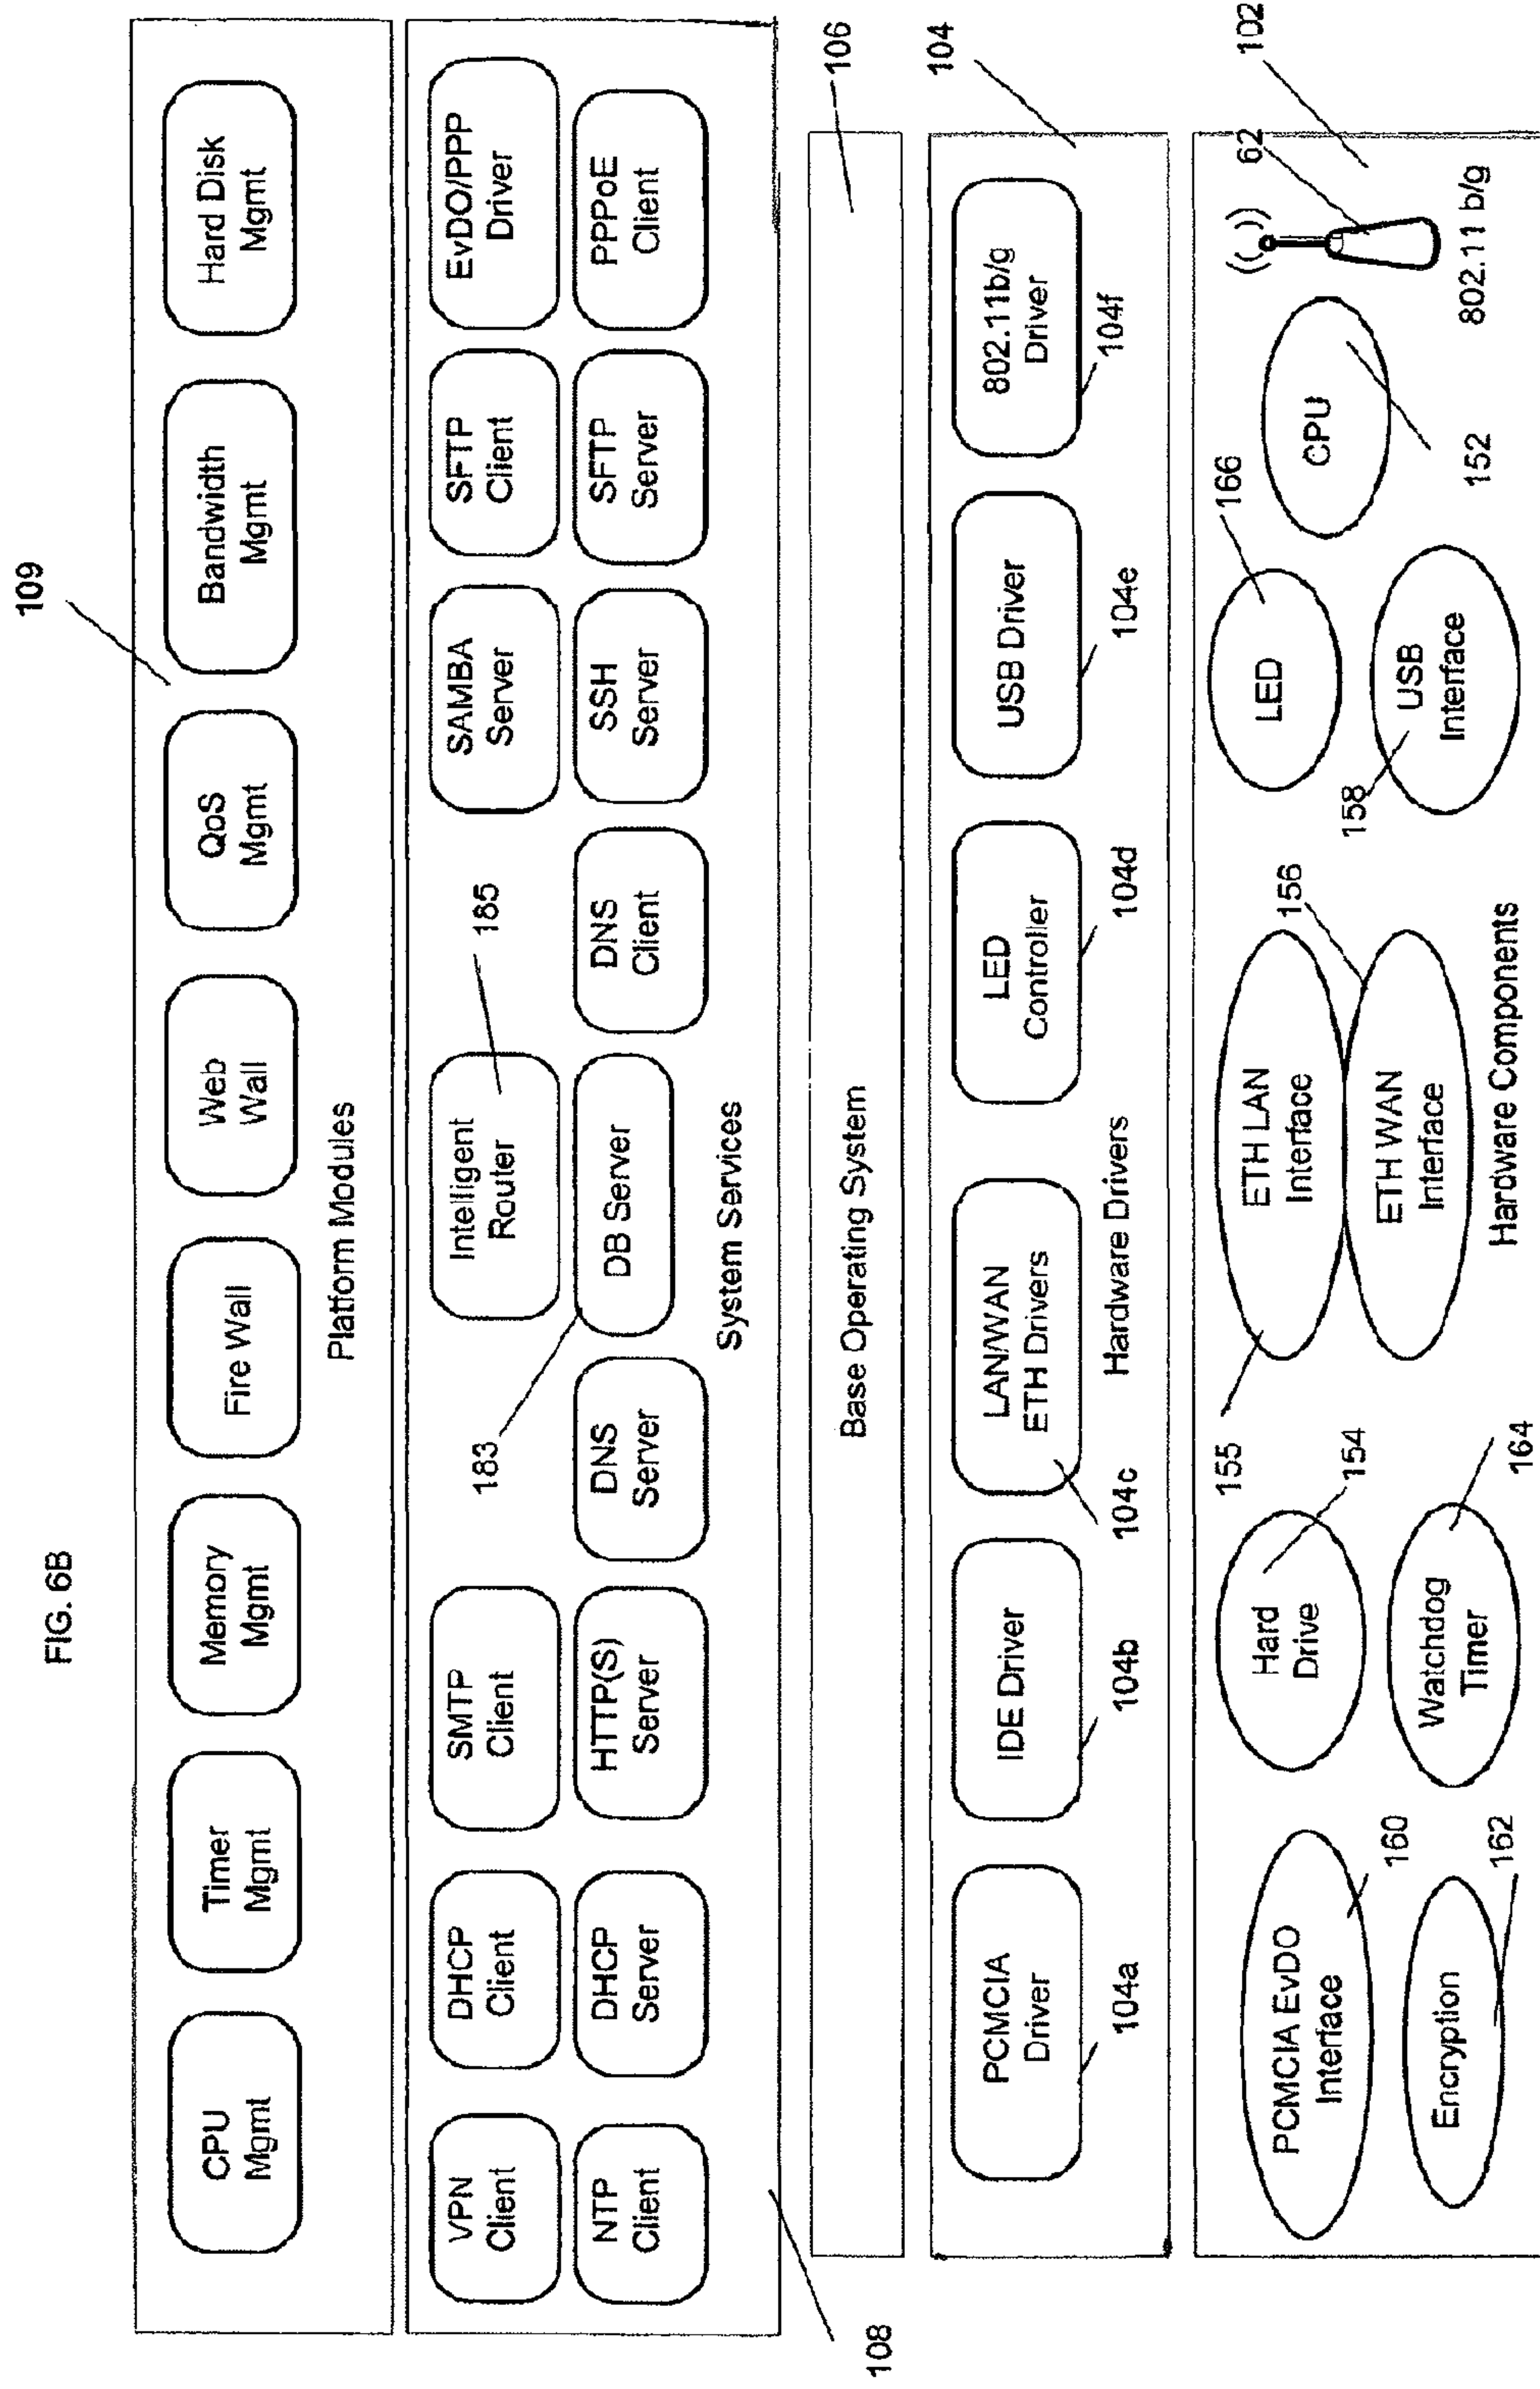 FIG. 6B
109
CPU
Mgmt
Timer
Mgmt
Memory
Mgmt
Fire Wall
Web
Wall
QoS
Mgmt
Bandwidth
Mgmt
Hard Disk
Mgmt
Platform Modules
VPN
Client
DHCP
Client
SMTP
Client
Intelligent
Router
185
SAMBA
Server
SFTP
Client
EvDO/PPP
Driver
183
NTP
Client
DHCP
Server
HTTP(S)
Server
DNS
Server
DB Server
DNS
Client
SSH
Server
SFTP
Server
PPPoE
Client
System Services
108
Base Operating System
106
PCMCIA
Driver
IDE Driver
LAN/WAN
ETH Drivers
LED
Controller
USB Driver
802.11b/g
Driver
104
104a
104b
104c
104d
104e
104f
Hardware Drivers
PCMCIA EvDO
Interface
160
Hard
Drive
154
155
ETH LAN
Interface
156
LED
166
CPU
152
62
102
Encryption
162
Watchdog
Timer
164
ETH WAN
Interface
158
USB
Interface
802.11 b/g
Hardware Components